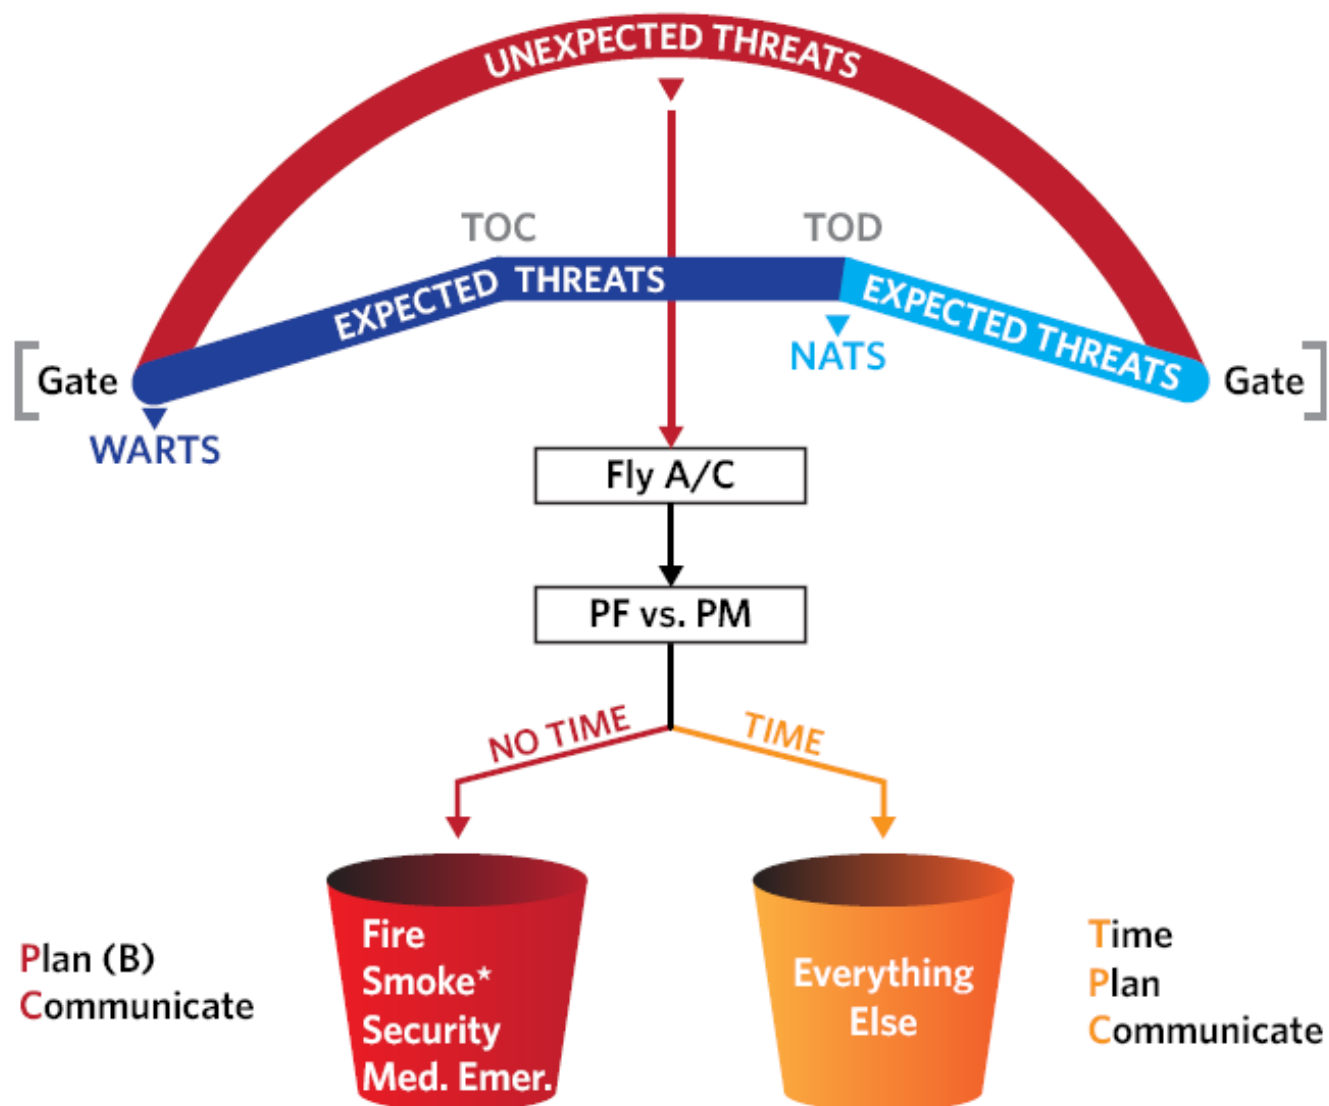 UNEXPECTED THREATS
TOC
TOD
EXPECTED THREATS
EXPECTED THREATS
NATS
Gate
Gate
WARTS
Fly A/C
PF vs. PM
NO TIME
TIME
Plan (B)
Communicate
Fire
Smoke*
Security
Med. Emer.
Everything
Else
Time
Plan
Communicate